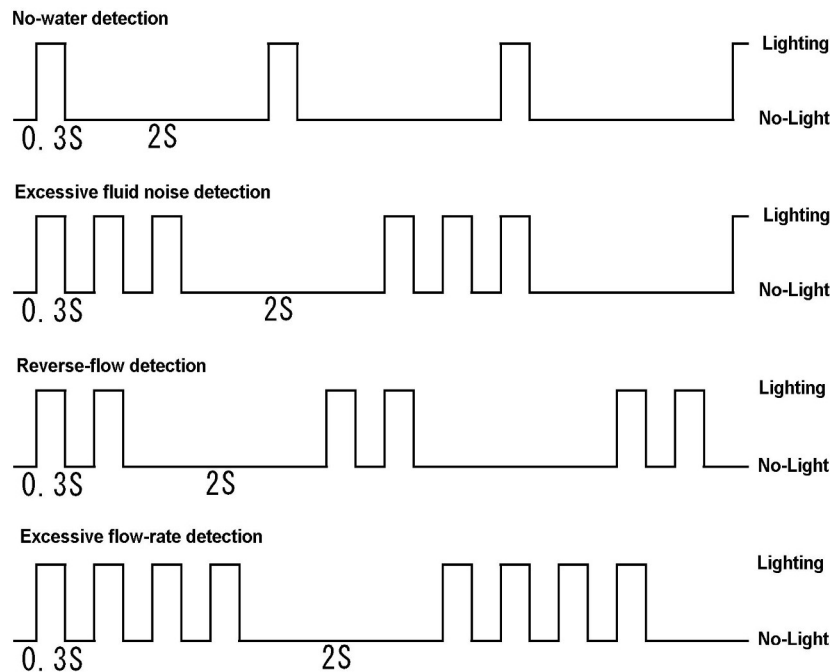 No-water detection
Lighting
No-Light
0.3S 2S
Excessive fluid noise detection
Lighting
No-Light
0.3S 2S
Reverse-flow detection
Lighting
No-Light
0.3S 2S
Excessive flow-rate detection
Lighting
No-Light
0.3S 2S